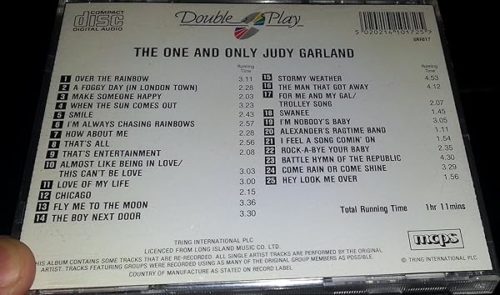 COMPACT
disc
DIGITAL AUDIO
Double Play
5 020214 101725
THE ONE AND ONLY JUDY GARLAND
Running
Time
1 OVER THE RAINBOW 3.11
2 A FOGGY DAY (IN LONDON TOWN) 2.28
3 MAKE SOMEONE HAPPY 2.03
4 WHEN THE SUN COMES OUT 3.23
5 SMILE 2.43
6 I'M ALWAYS CHASING RAINBOWS 2.57
7 HOW ABOUT ME 2.28
8 THAT'S ALL 2.56
9 THAT'S ENTERTAINMENT 2.08
10 ALMOST LIKE BEING IN LOVE/
THIS CAN'T BE LOVE 3.03
11 LOVE OF MY LIFE 3.00
12 CHICAGO 2.15
13 FLY ME TO THE MOON 3.36
14 THE BOY NEXT DOOR 3.30
Running
Time
15 STORMY WEATHER 4.53
16 THE MAN THAT GOT AWAY 4.12
17 FOR ME AND MY GAL/
TROLLEY SONG 2.07
18 SWANEE 1.45
19 I'M NOBODY'S BABY 3.05
20 ALEXANDER'S RAGTIME BAND 1.11
21 I FEEL A SONG COMIN' ON 1.54
22 ROCK-A-BYE YOUR BABY 2.35
23 BATTLE HYMN OF THE REPUBLIC 4.30
24 COME RAIN OR COME SHINE 3.29
25 HEY LOOK ME OVER 1.56
Total Running Time 1hr 11mins
TRING INTERNATIONAL PLC
LICENCED FROM LONG ISLAND MUSIC CO. LTD.
THIS ALBUM CONTAINS SOME TRACKS THAT ARE RE-RECORDED. ALL SINGLE ARTIST TRACKS ARE PERFORMED BY THE ORIGINAL
ARTIST. TRACKS FEATURING GROUPS WERE RECORDED USING AS MANY OF THE ORIGINAL GROUP MEMBERS AS POSSIBLE.
COUNTRY OF MANUFACTURE AS STATED ON RECORD LABEL
mcps
© TRING INTERNATIONAL PLC